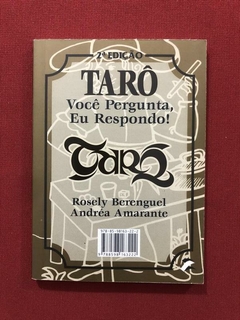 2ª EDIÇÃO
TARÔ
Você Pergunta,
Eu Respondo!
Tarô
Rosely Berenguel
Andréa Amarante